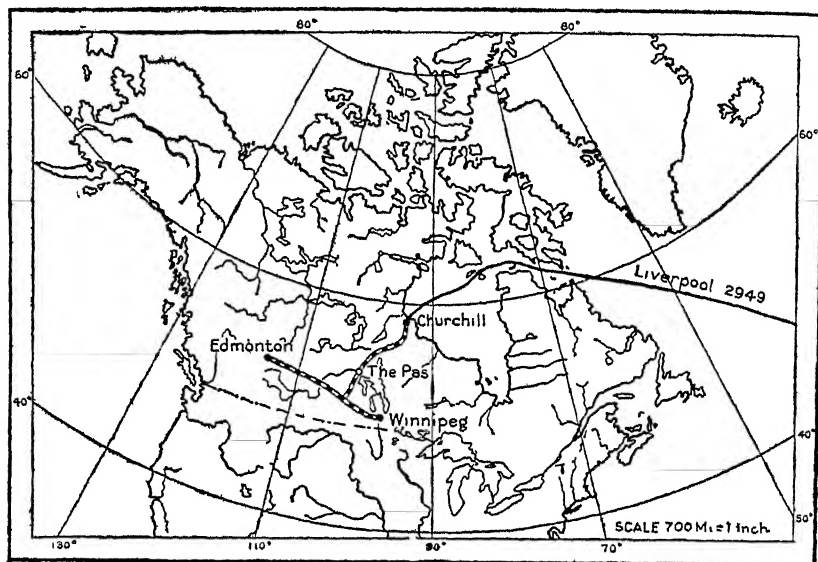 80°
80°
60°
60°
Liverpool 2949
Churchill
Edmonton
The Pas
40°
Winnipeg
40°
50°
SCALE 700 Mi = 1 inch
130°
110°
90°
70°